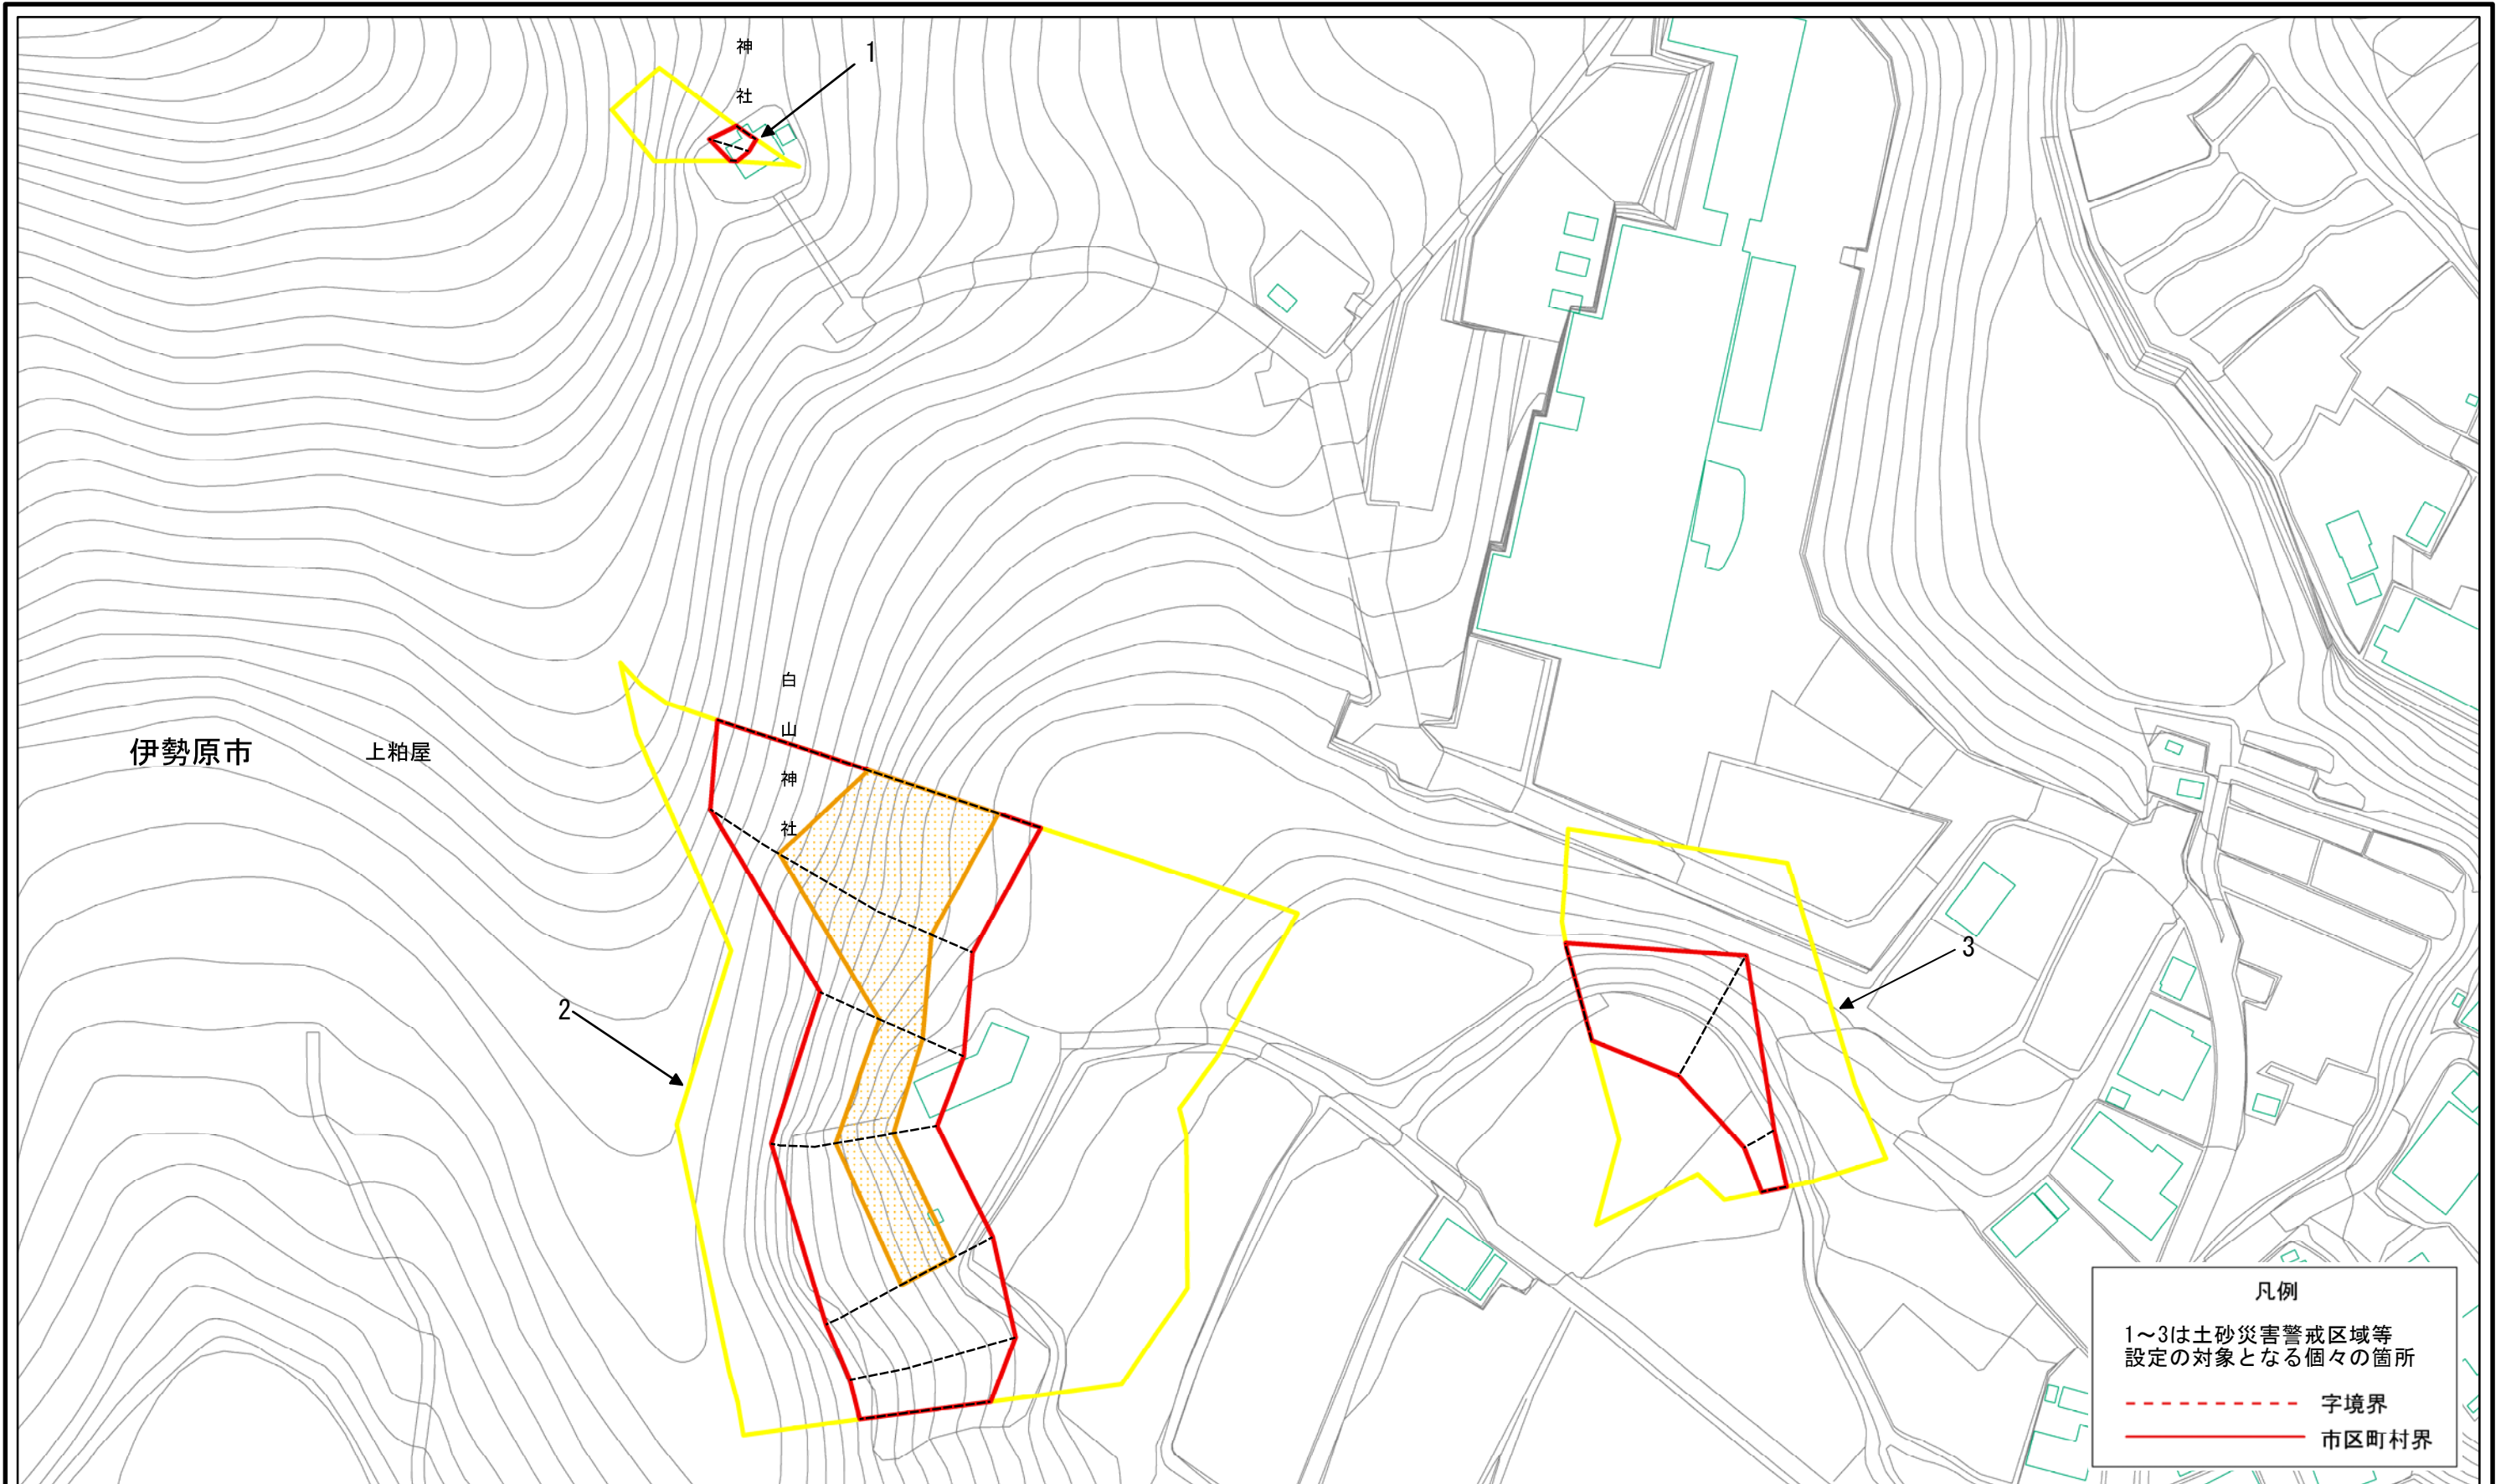 神社
1
白山神社
伊勢原市
上粕屋
2
3
凡例
1～3は土砂災害警戒区域等
設定の対象となる個々の箇所
字境界
市区町村界